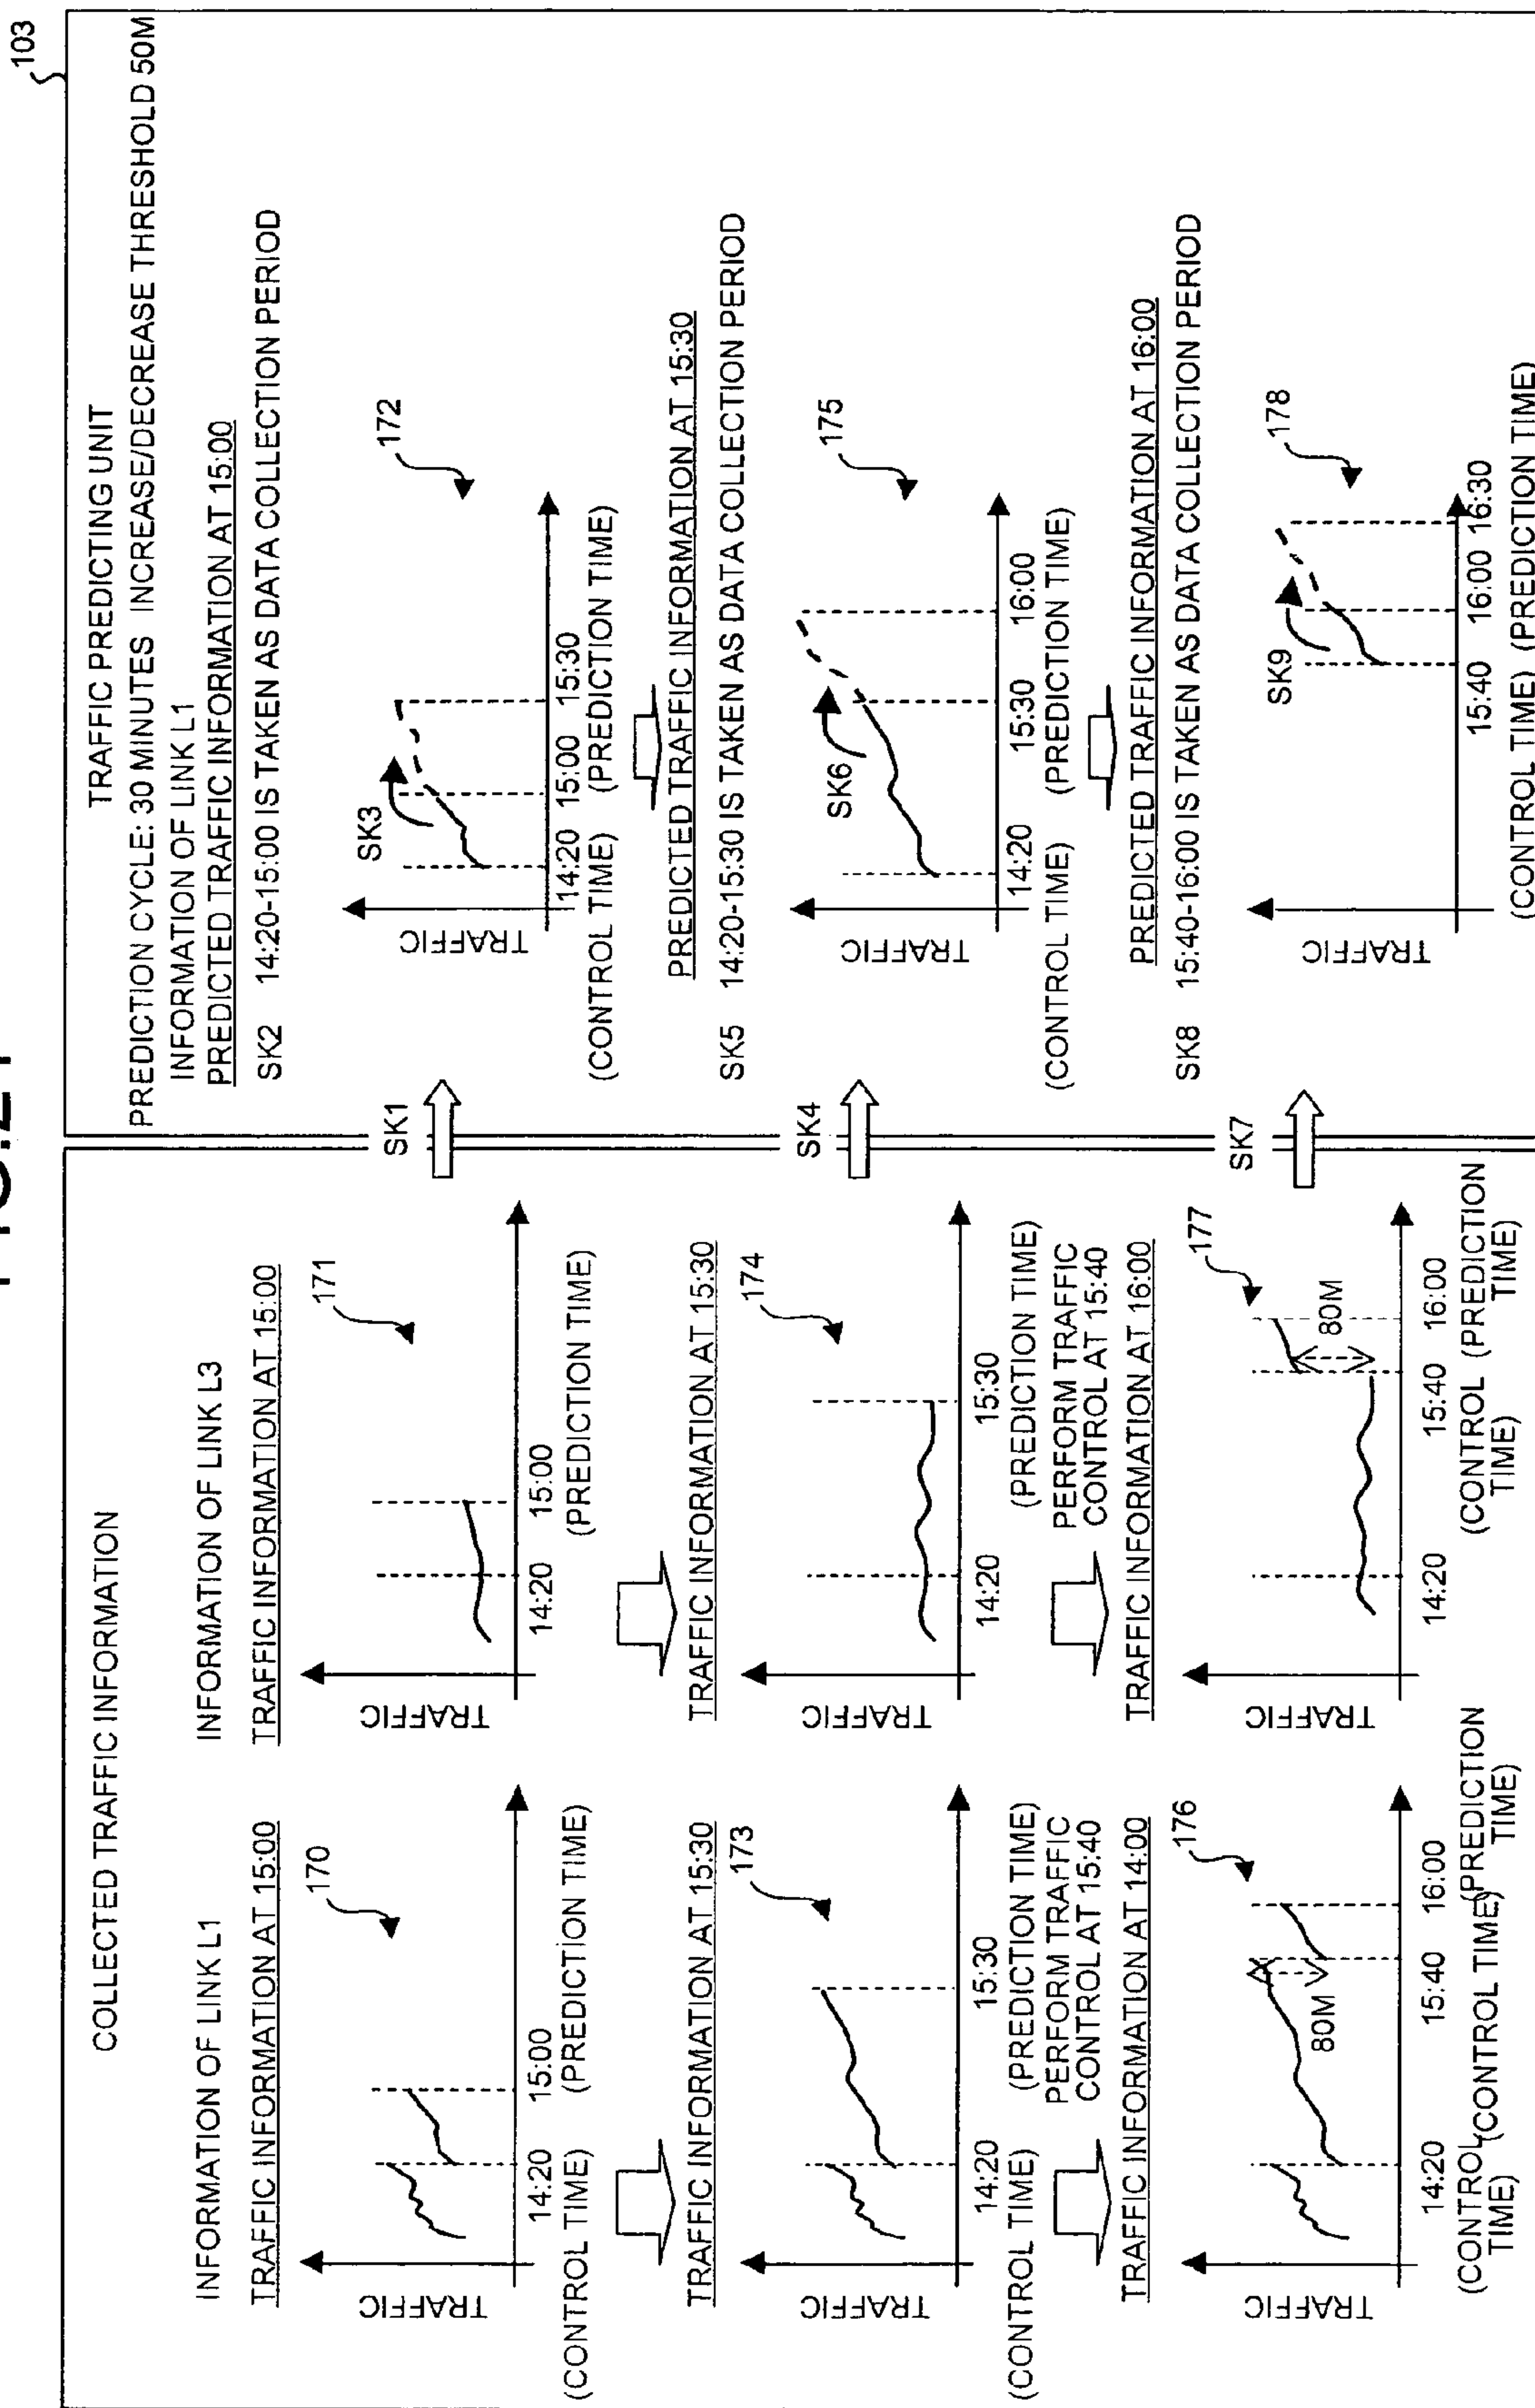 103
COLLECTED TRAFFIC INFORMATION
INFORMATION OF LINK L1
TRAFFIC INFORMATION AT 15:00
170
TRAFFIC
14:20
15:00
(CONTROL TIME)
(PREDICTION TIME)
TRAFFIC INFORMATION AT 15:30
173
TRAFFIC
14:20
15:30
(CONTROL TIME)
(PREDICTION TIME)
PERFORM TRAFFIC
CONTROL AT 15:40
TRAFFIC INFORMATION AT 14:00
176
TRAFFIC
80M
14:20
15:40
16:00
(CONTROL
TIME)
(CONTROL TIME)
(PREDICTION
TIME)
INFORMATION OF LINK L3
TRAFFIC INFORMATION AT 15:00
171
TRAFFIC
14:20
15:00
(PREDICTION TIME)
TRAFFIC INFORMATION AT 15:30
174
TRAFFIC
14:20
15:30
(PREDICTION TIME)
PERFORM TRAFFIC
CONTROL AT 15:40
TRAFFIC INFORMATION AT 16:00
177
TRAFFIC
80M
14:20
15:40
16:00
(CONTROL
TIME)
(PREDICTION
TIME)
SK1
SK4
SK7
TRAFFIC PREDICTING UNIT
PREDICTION CYCLE: 30 MINUTES INCREASE/DECREASE THRESHOLD 50M
INFORMATION OF LINK L1
PREDICTED TRAFFIC INFORMATION AT 15:00
SK2 14:20-15:00 IS TAKEN AS DATA COLLECTION PERIOD
172
SK3
TRAFFIC
14:20 15:00 15:30
(CONTROL TIME) (PREDICTION TIME)
PREDICTED TRAFFIC INFORMATION AT 15:30
SK5 14:20-15:30 IS TAKEN AS DATA COLLECTION PERIOD
175
SK6
TRAFFIC
14:20 15:30 16:00
(CONTROL TIME) (PREDICTION TIME)
PREDICTED TRAFFIC INFORMATION AT 16:00
SK8 15:40-16:00 IS TAKEN AS DATA COLLECTION PERIOD
178
SK9
TRAFFIC
15:40 16:00 16:30
(CONTROL TIME) (PREDICTION TIME)